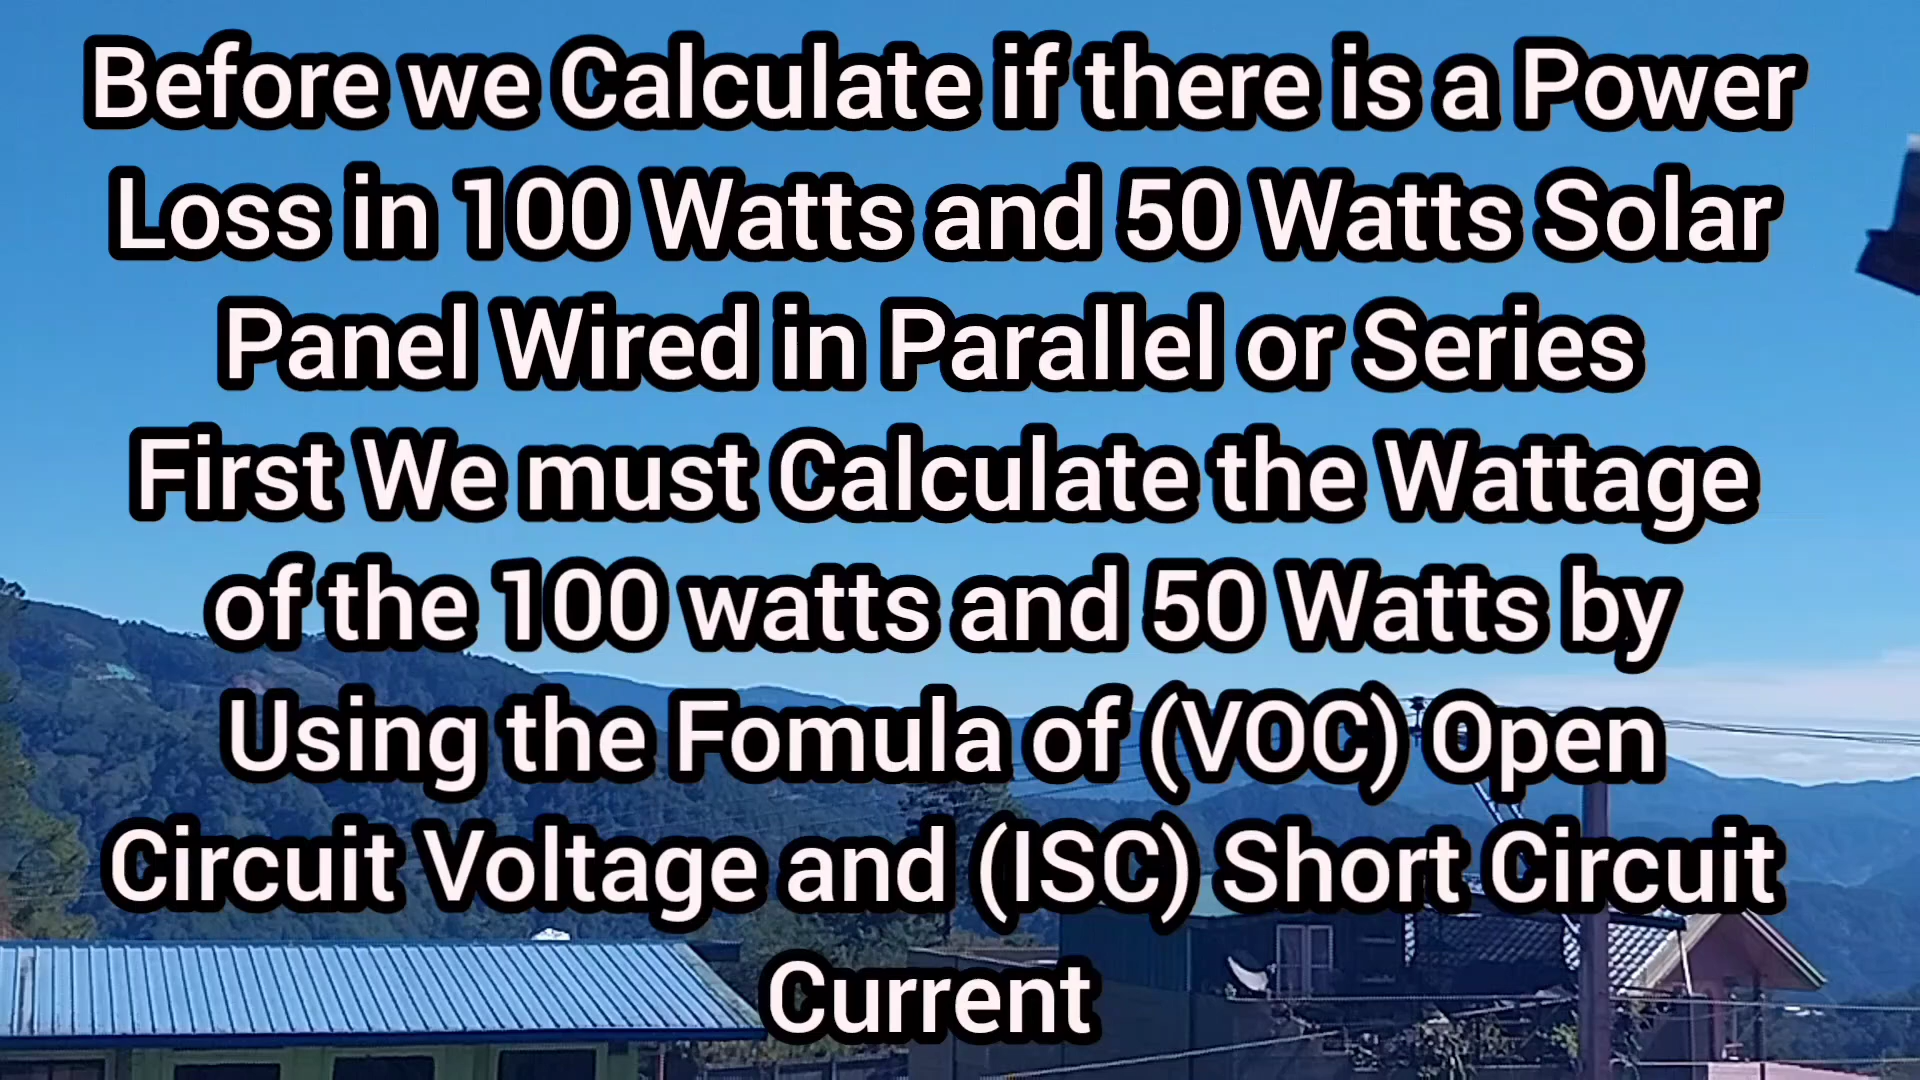 Before we Calculate if there is a Power
Loss in 100 Watts and 50 Watts Solar
Panel Wired in Parallel or Series
First We must Calculate the Wattage
of the 100 watts and 50 Watts by
Using the Fomula of (VOC) Open
Circuit Voltage and (ISC) Short Circuit
Current